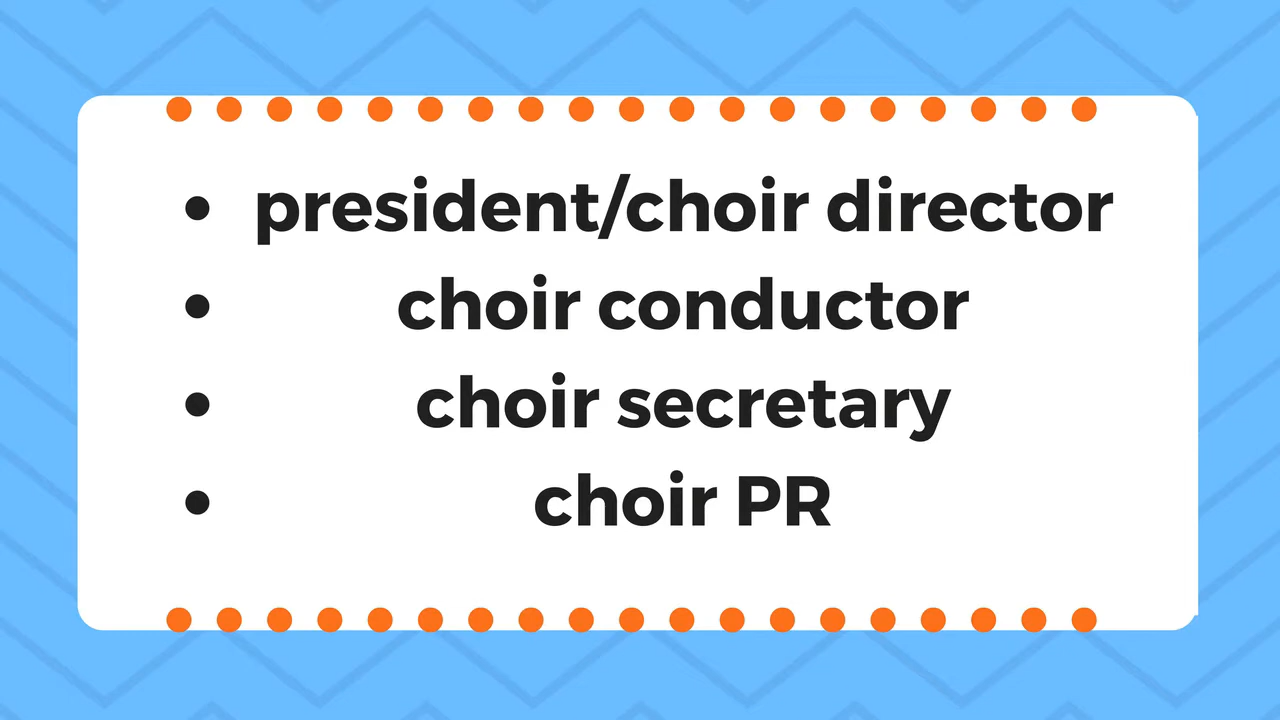 • president/choir director
• choir conductor
• choir secretary
• choir PR